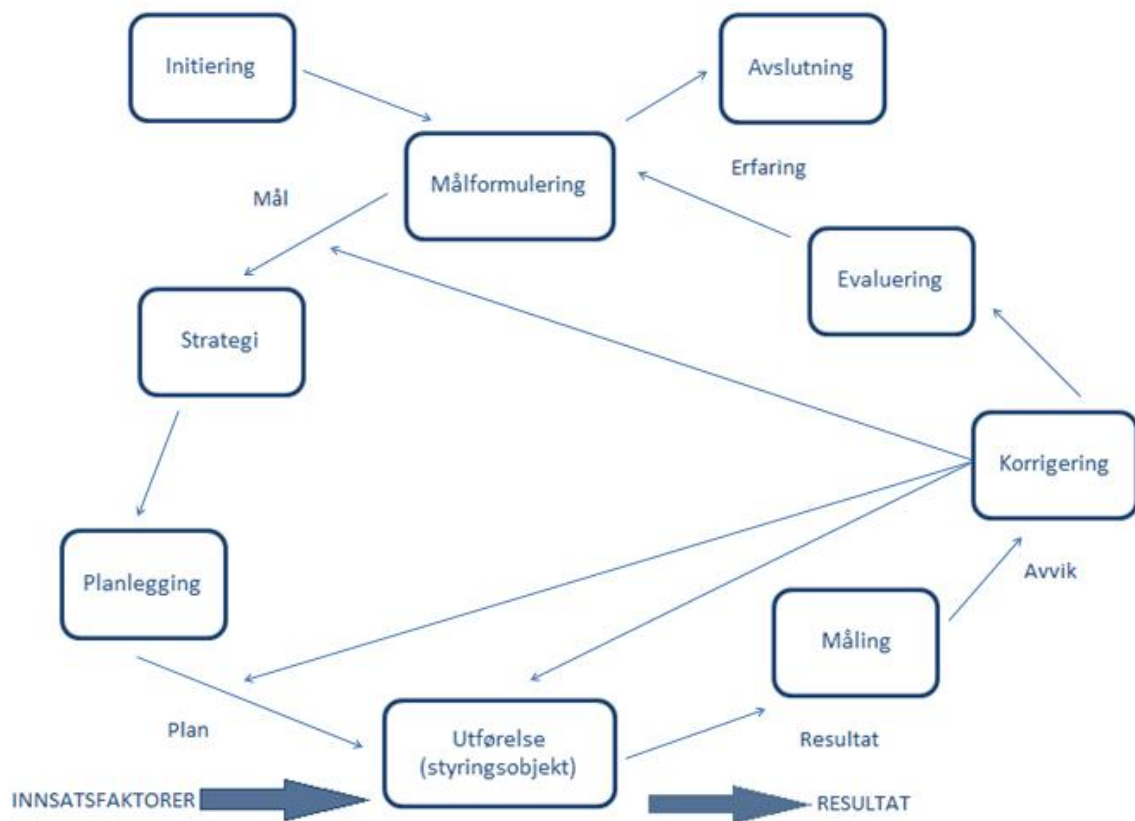 Initiering
Avslutning
Målformulering
Erfaring
Mål
Evaluering
Strategi
Korrigering
Planlegging
Avvik
Måling
Plan
Utførelse
(styringsobjekt)
Resultat
INNSATSFAKTORER
RESULTAT